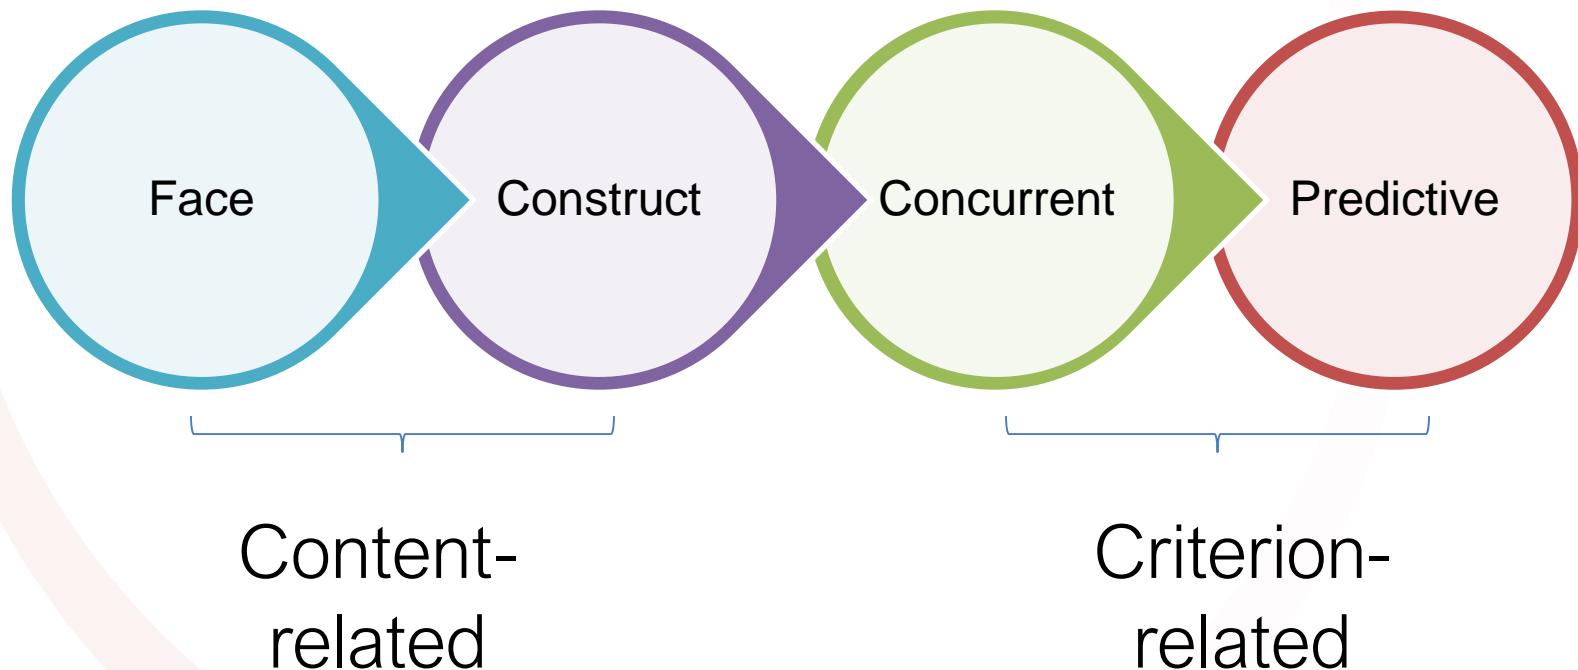 Face
Construct
Concurrent
Predictive
Content-
related
Criterion-
related